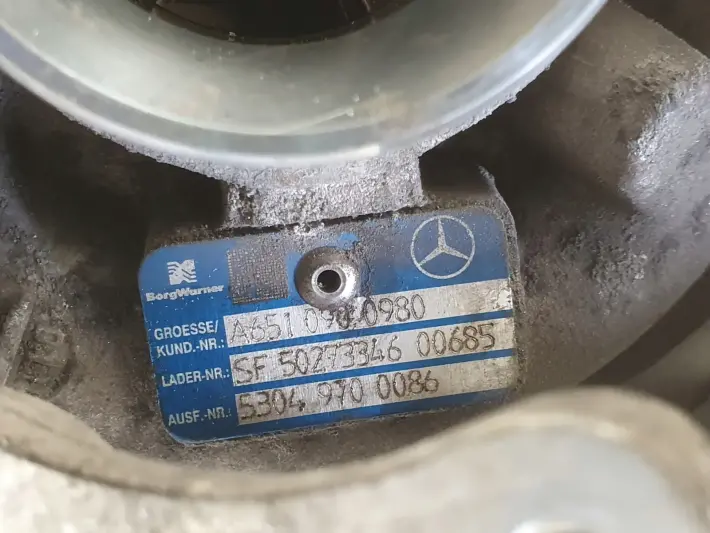 BorgWarner
GROESSE/
KUND.-NR.: A651 090 0980
LADER-NR.: SF 50273346 00685
AUSF.-NR.: 5304 970 0086